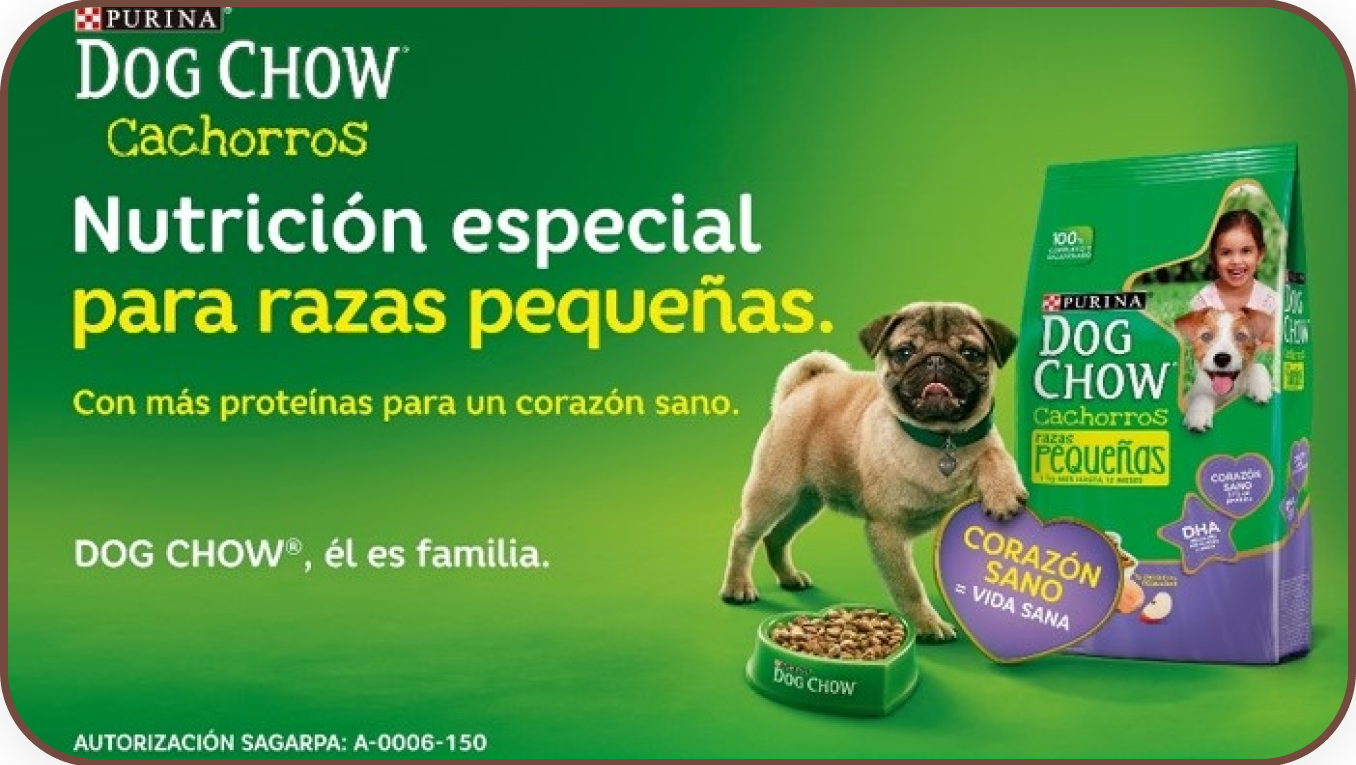 PURINA
DOG CHOW
Cachorros
Nutrición especial
para razas pequeñas.
Con más proteínas para un corazón sano.
DOG CHOW®, él es familia.
AUTORIZACIÓN SAGARPA: A-0006-150
100%
PURINA
DOG
CHOW
Cachorros
razas
pequeñas
CORAZÓN
SANO
DHA
CORAZÓN
SANO
= VIDA SANA
DOG CHOW
DOG
CHOW